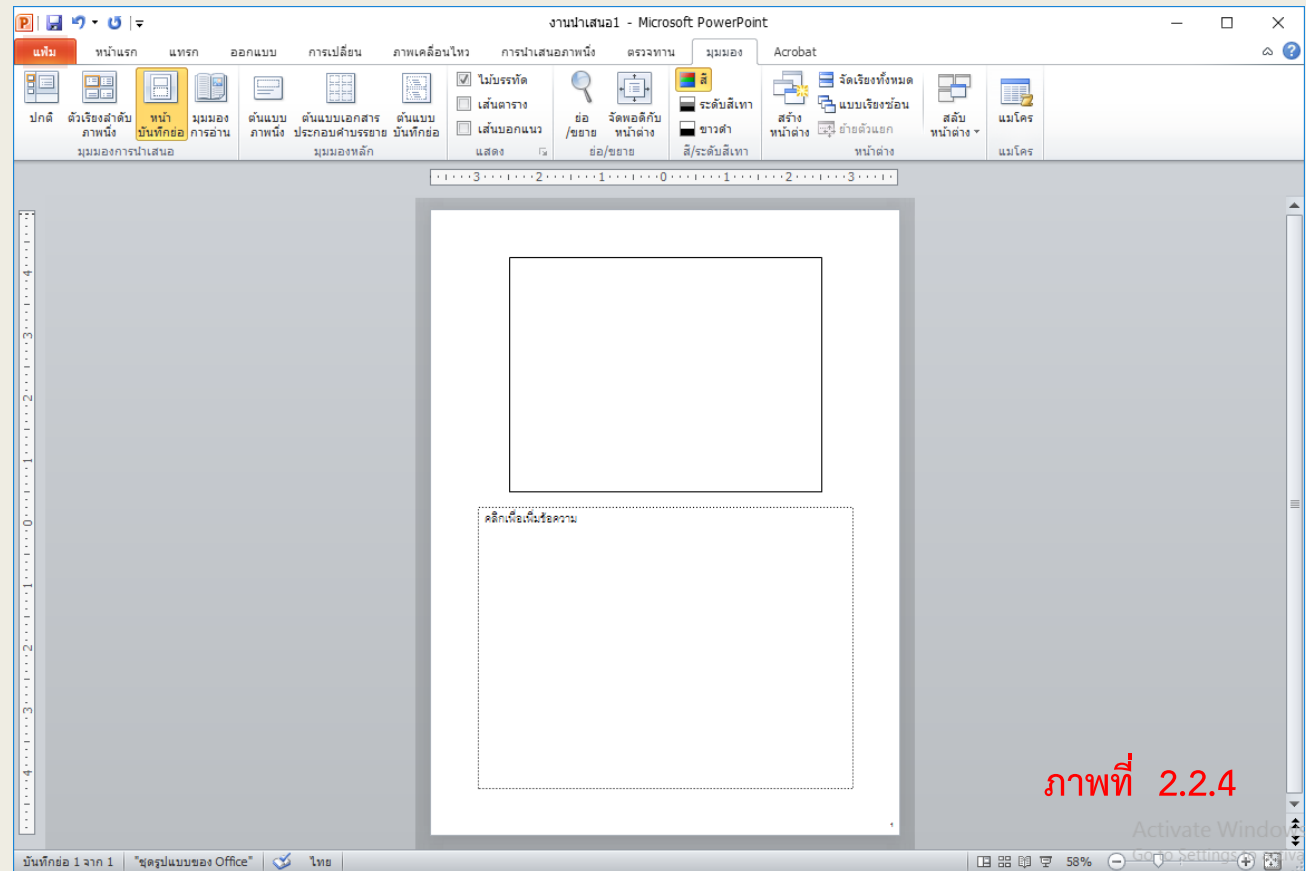 งานนำเสนอ1 - Microsoft PowerPoint
แฟ้ม หน้าแรก แทรก ออกแบบ การเปลี่ยน ภาพเคลื่อนไหว การนำเสนอภาพนิ่ง ตรวจทาน มุมมอง Acrobat
ปกติ
ตัวเรียงลำดับ
ภาพนิ่ง
หน้า
บันทึกย่อ
มุมมอง
การอ่าน
มุมมองการนำเสนอ
ต้นแบบ
ภาพนิ่ง
ต้นแบบเอกสาร
ประกอบคำบรรยาย
ต้นแบบ
บันทึกย่อ
มุมมองหลัก
ไม้บรรทัด
เส้นตาราง
เส้นบอกแนว
แสดง
ย่อ
/ขยาย
จัดพอดีกับ
หน้าต่าง
ย่อ/ขยาย
สี
ระดับสีเทา
ขาวดำ
สี/ระดับสีเทา
สร้าง
หน้าต่าง
จัดเรียงทั้งหมด
แบบเรียงซ้อน
ย้ายตัวแยก
สลับ
หน้าต่าง
หน้าต่าง
แมโคร
แมโคร
3 2 1 0 1 2 3
4
3
2
1
0
1
2
3
4
คลิกเพื่อเพิ่มข้อความ
ภาพที่ 2.2.4
Activate Windows
Go to Settings to activa
บันทึกย่อ 1 จาก 1 "ชุดรูปแบบของ Office" ไทย 58%